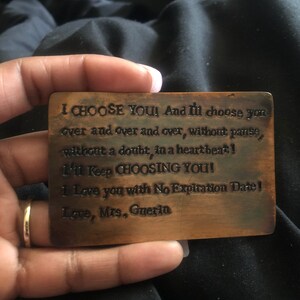 I CHOOSE YOU! And I'll choose you
over and over and over, without pause,
without a doubt, in a heartbeat!
I'll Keep CHOOSING YOU!
I Love you with No Expiration Date!
Love, Mrs. Guerin